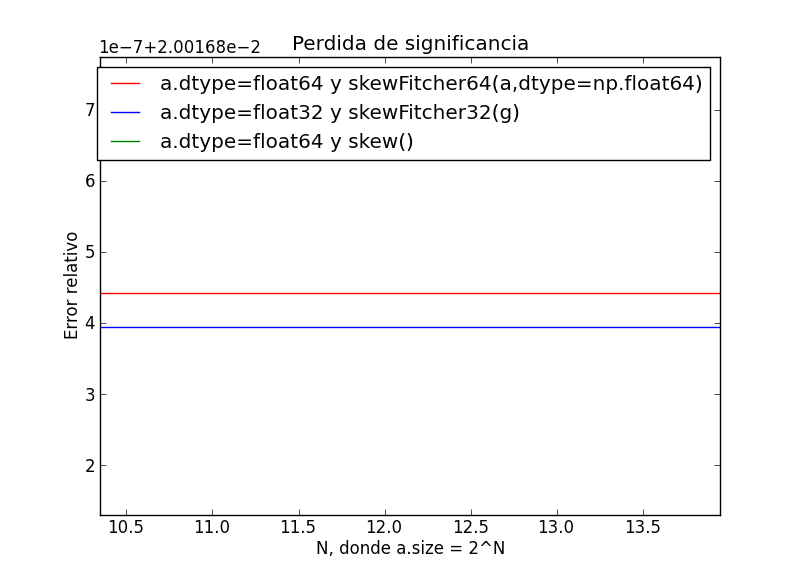 1e−7+2.00168e−2
Perdida de significancia
a.dtype=float64 y skewFitcher64(a,dtype=np.float64)
a.dtype=float32 y skewFitcher32(g)
a.dtype=float64 y skew()
7
6
5
4
3
2
Error relativo
10.5 11.0 11.5 12.0 12.5 13.0 13.5
N, donde a.size = 2^N